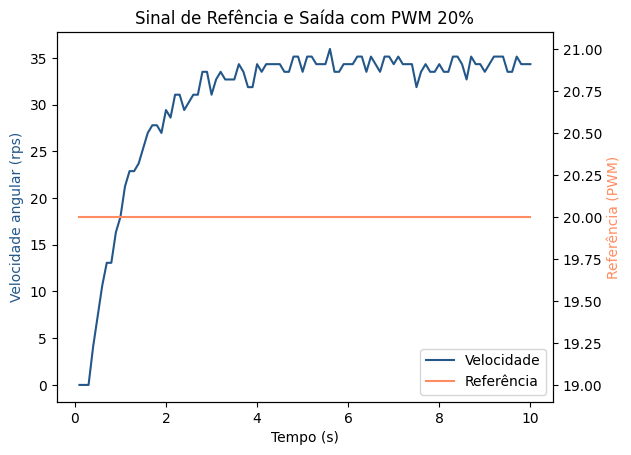 Sinal de Refência e Saída com PWM 20%
Velocidade angular (rps)
35
30
25
20
15
10
5
0
21.00
20.75
20.50
20.25
20.00
19.75
19.50
19.25
19.00
Referência (PWM)
Velocidade
Referência
0 2 4 6 8 10
Tempo (s)